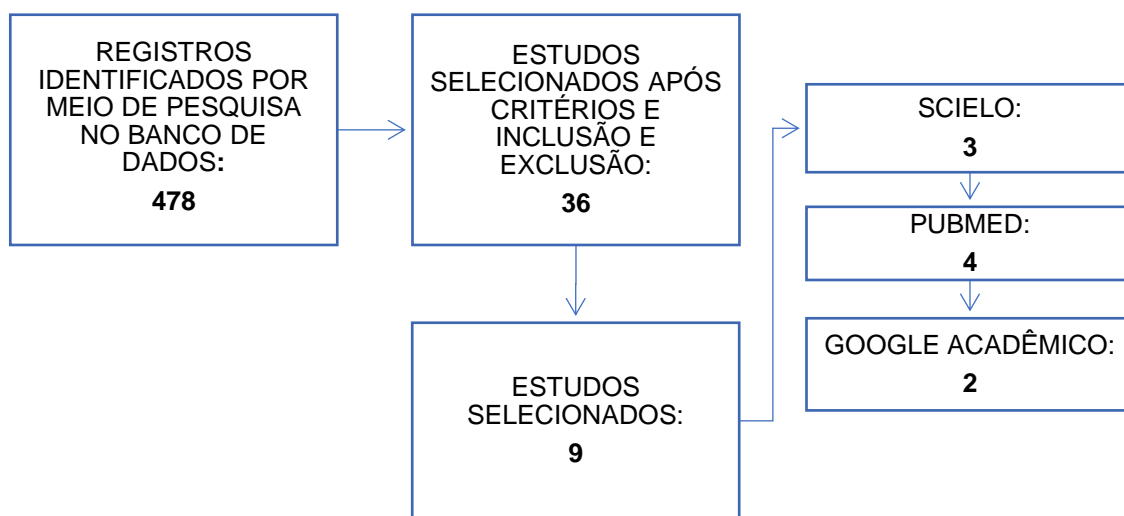 REGISTROS
IDENTIFICADOS POR
MEIO DE PESQUISA
NO BANCO DE
DADOS:
478
ESTUDOS
SELECIONADOS APÓS
CRITÉRIOS E
INCLUSÃO E
EXCLUSÃO:
36
ESTUDOS
SELECIONADOS:
9
SCIELO:
3
PUBMED:
4
GOOGLE ACADÊMICO:
2